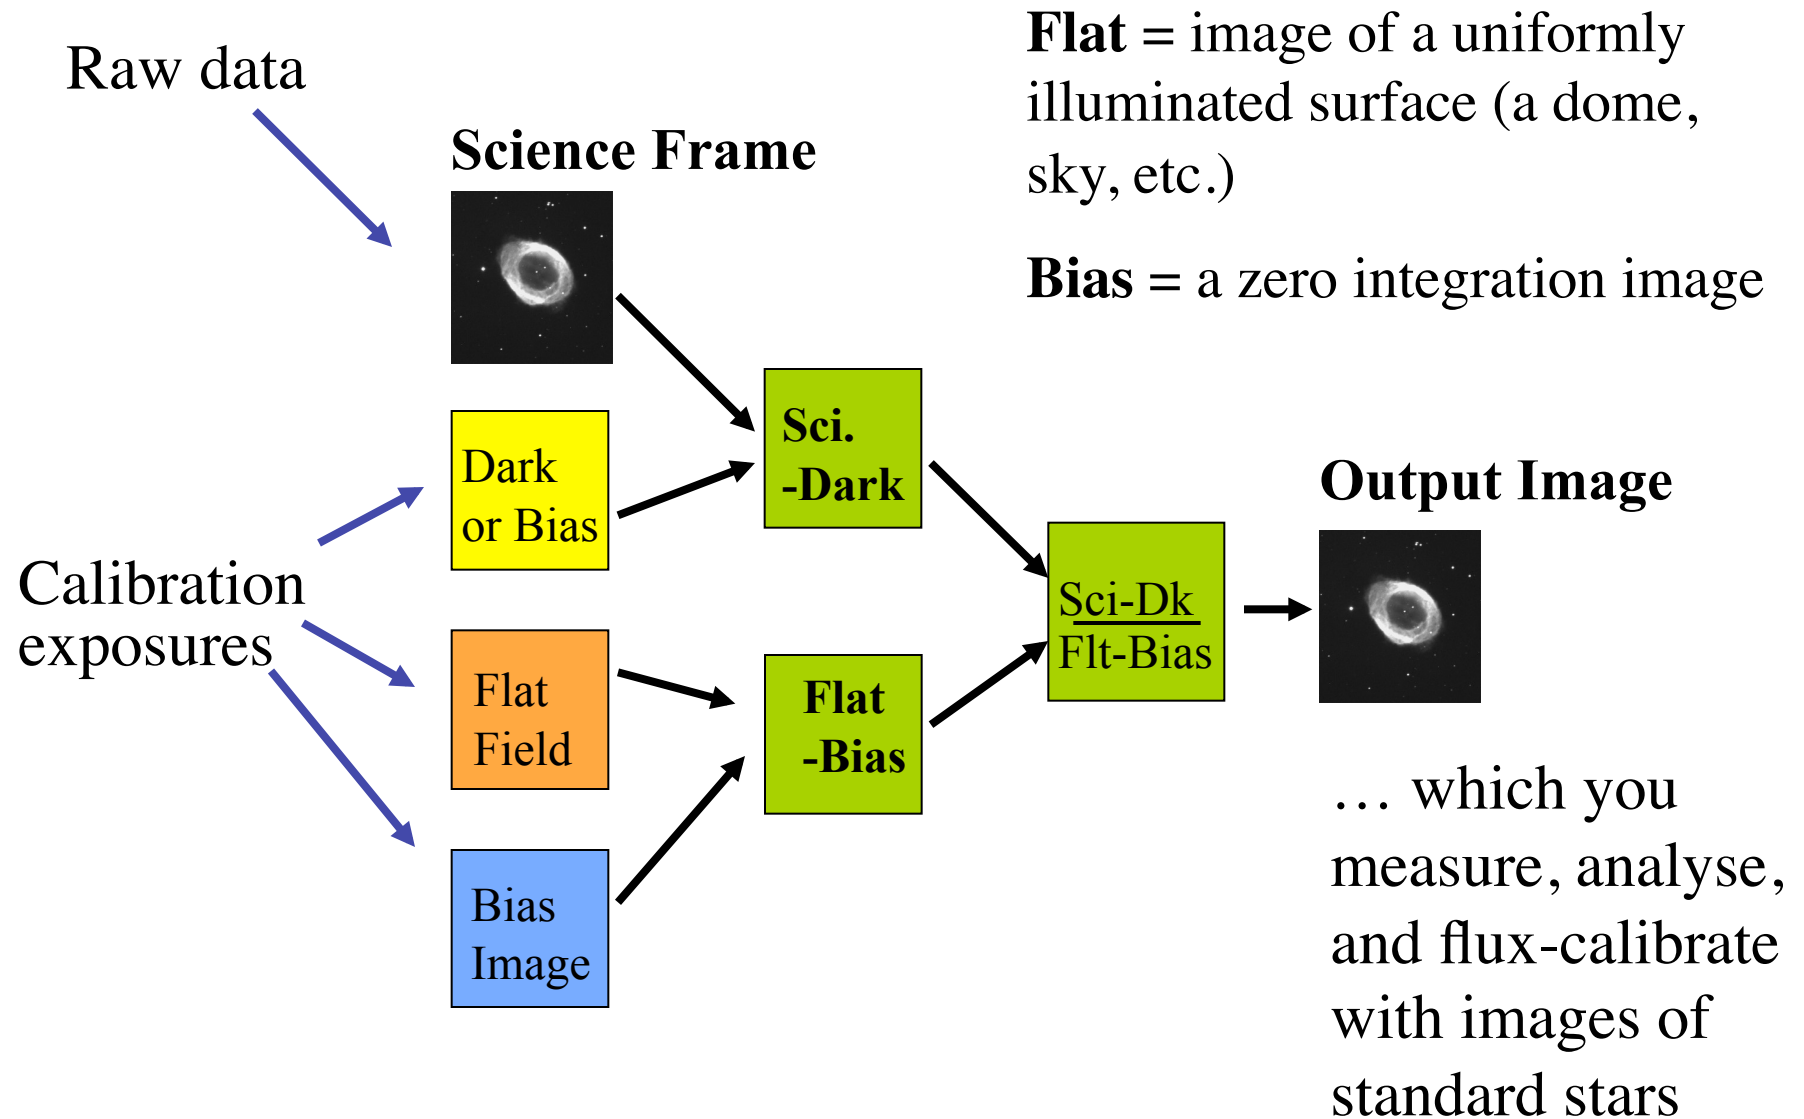 Raw data
Science Frame
Flat = image of a uniformly
illuminated surface (a dome,
sky, etc.)
Bias = a zero integration image
Dark
or Bias
Sci.
-Dark
Calibration
exposures
Flat
Field
Flat
-Bias
Bias
Image
Sci-Dk
Flt-Bias
Output Image
… which you
measure, analyse,
and flux-calibrate
with images of
standard stars